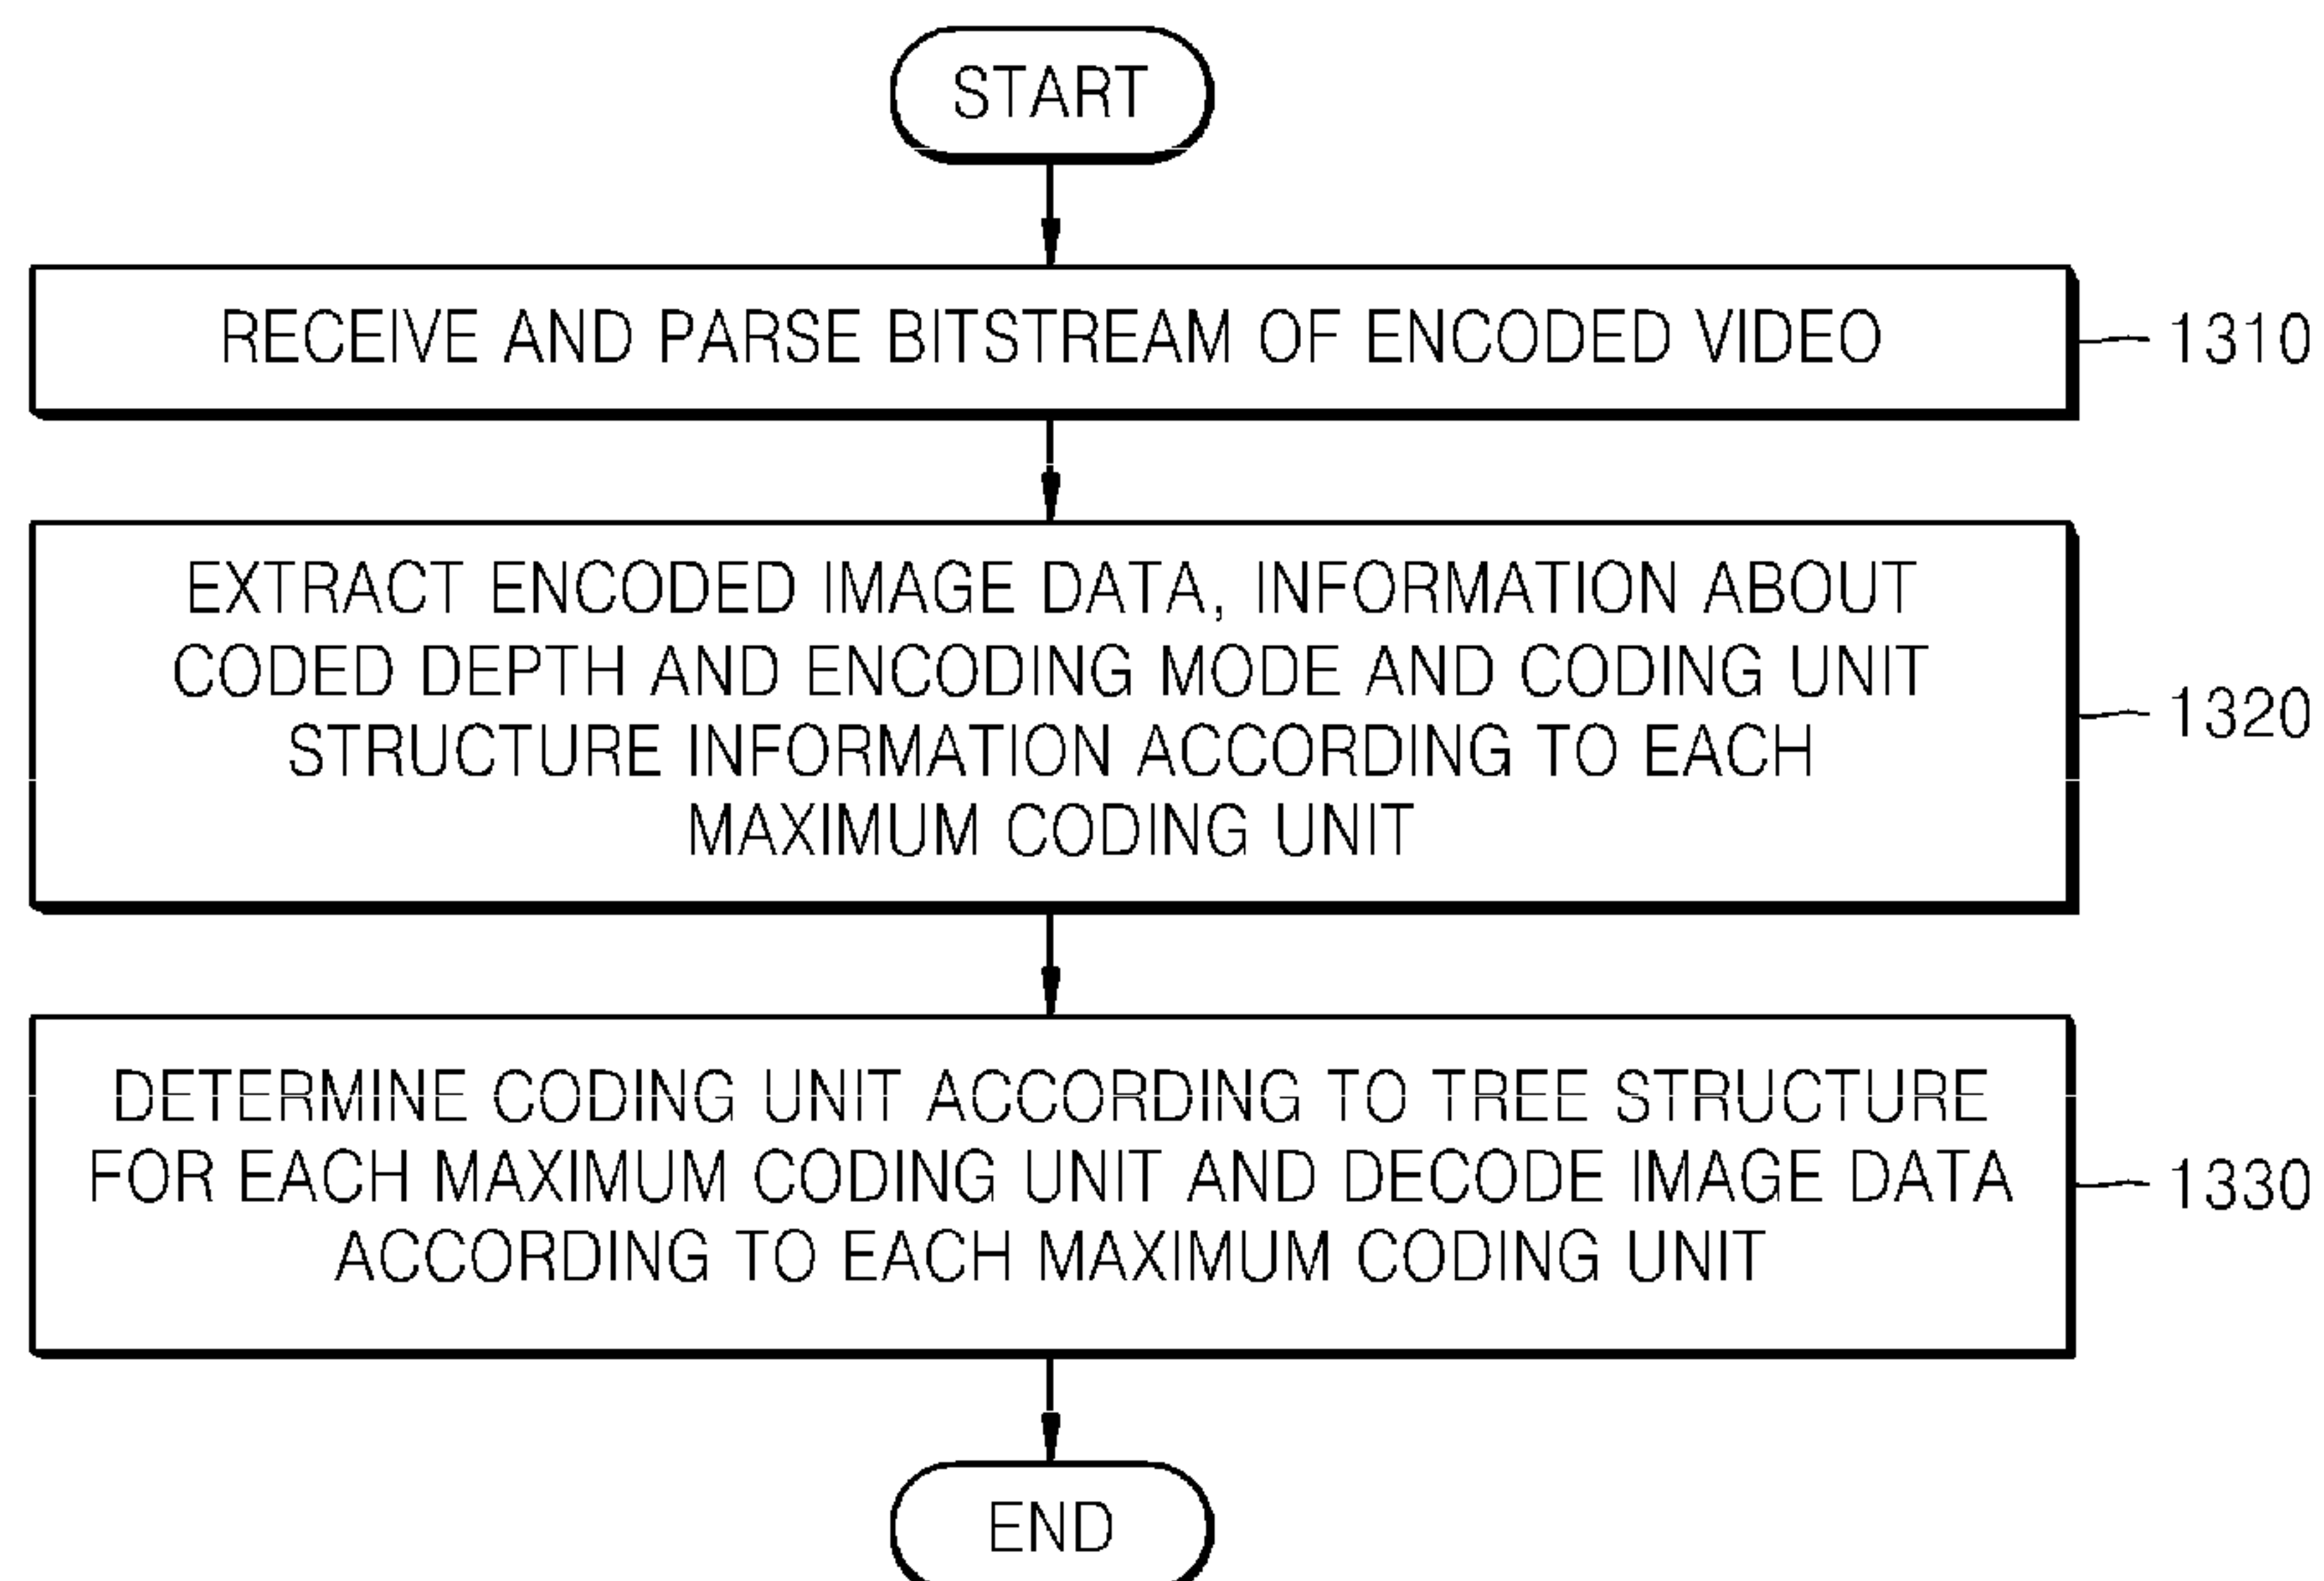 START
RECEIVE AND PARSE BITSTREAM OF ENCODED VIDEO
1310
EXTRACT ENCODED IMAGE DATA, INFORMATION ABOUT
CODED DEPTH AND ENCODING MODE AND CODING UNIT
STRUCTURE INFORMATION ACCORDING TO EACH
MAXIMUM CODING UNIT
1320
DETERMINE CODING UNIT ACCORDING TO TREE STRUCTURE
FOR EACH MAXIMUM CODING UNIT AND DECODE IMAGE DATA
ACCORDING TO EACH MAXIMUM CODING UNIT
1330
END